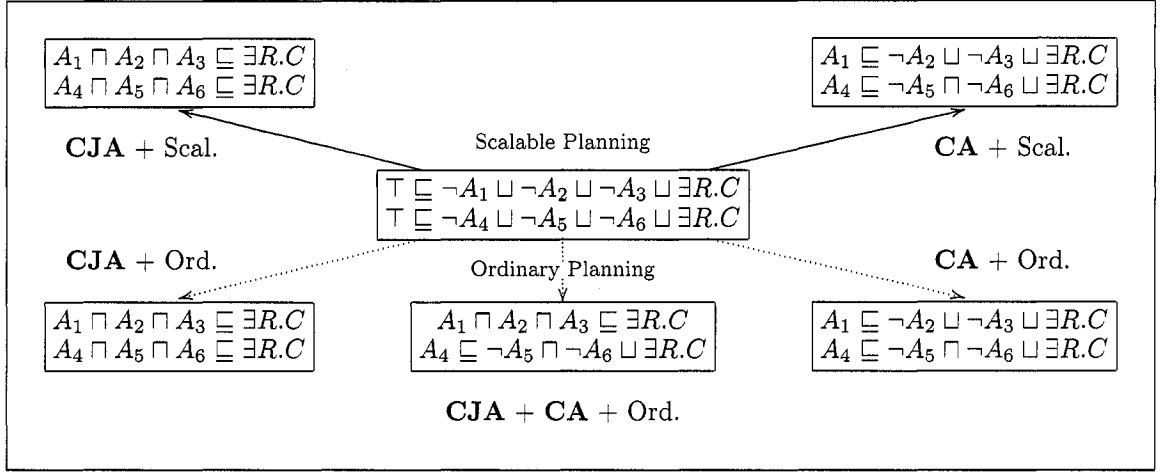 A₁ ⊓ A₂ ⊓ A₃ ⊑ ∃R.C
A₄ ⊓ A₅ ⊓ A₆ ⊑ ∃R.C
CJA + Scal.
A₁ ⊑ ¬A₂ ⊔ ¬A₃ ⊔ ∃R.C
A₄ ⊑ ¬A₅ ⊓ ¬A₆ ⊔ ∃R.C
CA + Scal.
Scalable Planning
⊤ ⊑ ¬A₁ ⊔ ¬A₂ ⊔ ¬A₃ ⊔ ∃R.C
⊤ ⊑ ¬A₄ ⊔ ¬A₅ ⊔ ¬A₆ ⊔ ∃R.C
Ordinary Planning
CJA + Ord.
A₁ ⊓ A₂ ⊓ A₃ ⊑ ∃R.C
A₄ ⊓ A₅ ⊓ A₆ ⊑ ∃R.C
A₁ ⊓ A₂ ⊓ A₃ ⊑ ∃R.C
A₄ ⊑ ¬A₅ ⊓ ¬A₆ ⊔ ∃R.C
CJA + CA + Ord.
CA + Ord.
A₁ ⊑ ¬A₂ ⊔ ¬A₃ ⊔ ∃R.C
A₄ ⊑ ¬A₅ ⊓ ¬A₆ ⊔ ∃R.C